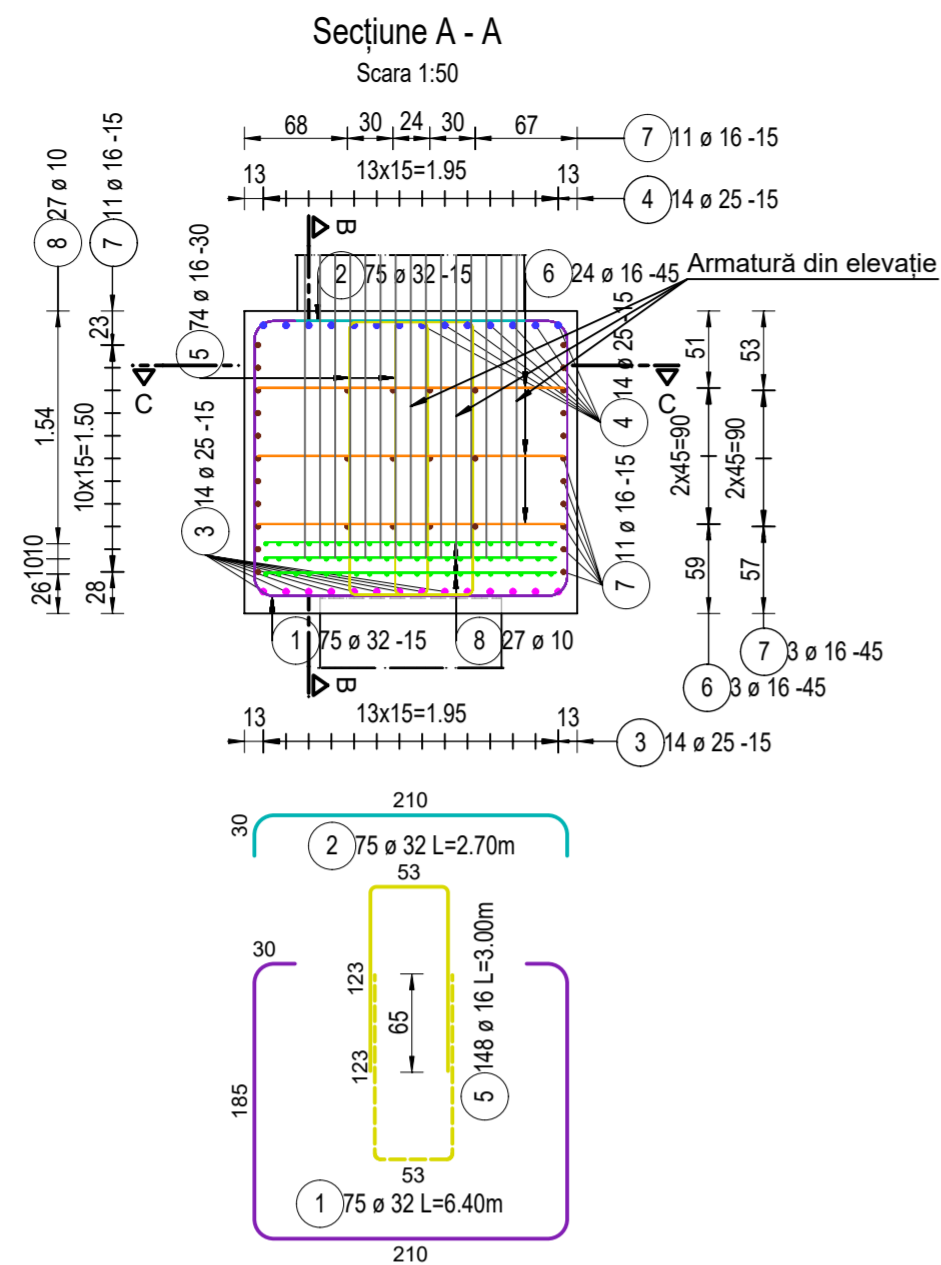 Secțiune A - A
Scara 1:50
68 30 24 30 67
7 11 ø 16 -15
13 13x15=1.95 13
4 14 ø 25 -15
8 27 ø 10
7 11 ø 16 -15
B
5 74 ø 16 -30
2 75 ø 32 -15
6 24 ø 16 -45
Armatură din elevație
23
1.54
10x15=1.50
10
10
26
28
C
C
3 14 ø 25 -15
4 14 ø 25 -15
7 11 ø 16 -15
51
2x45=90
59
53
2x45=90
57
1 75 ø 32 -15
8 27 ø 10
7 3 ø 16 -45
6 3 ø 16 -45
B
13 13x15=1.95 13
3 14 ø 25 -15
210
30
2 75 ø 32 L=2.70m
53
30
123
65
123
5 148 ø 16 L=3.00m
185
53
1 75 ø 32 L=6.40m
210